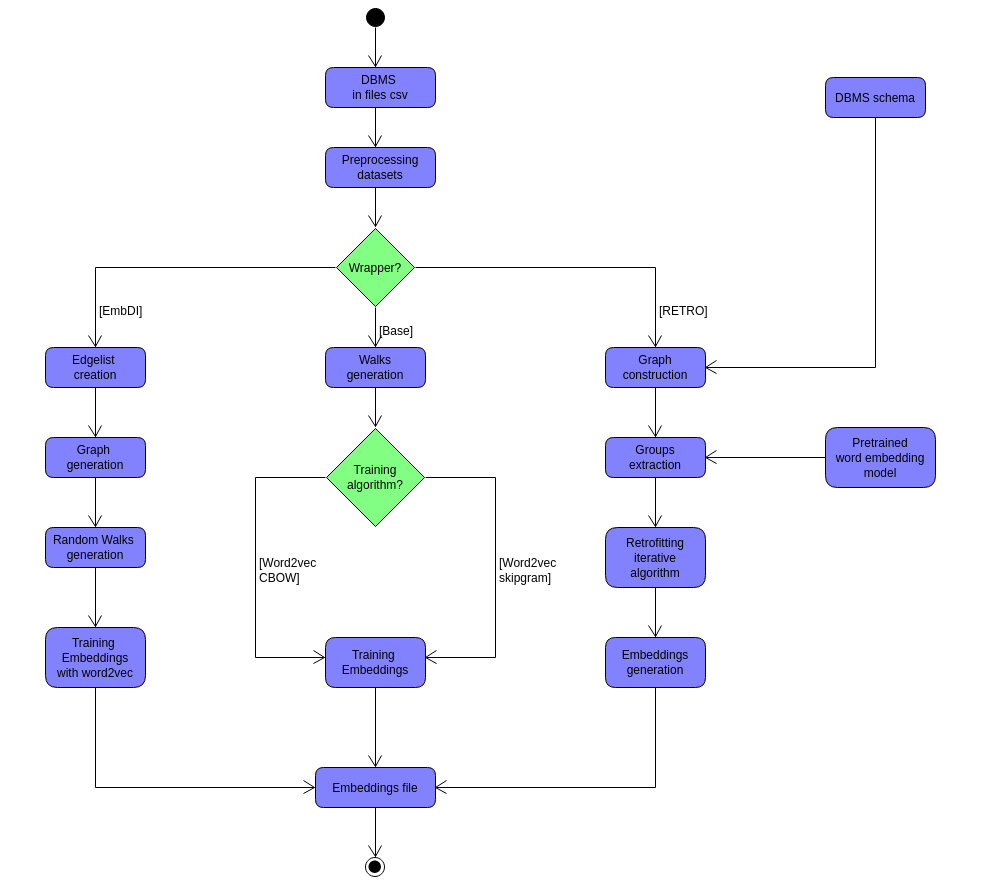 DBMS
in files csv
DBMS schema
Preprocessing
datasets
Wrapper?
[EmbDI]
[Base]
[RETRO]
Edgelist
creation
Walks
generation
Graph
construction
Graph
generation
Training
algorithm?
Groups
extraction
Pretrained
word embedding
model
Random Walks
generation
[Word2vec
CBOW]
[Word2vec
skipgram]
Retrofitting
iterative
algorithm
Training
Embeddings
with word2vec
Training
Embeddings
Embeddings
generation
Embeddings file